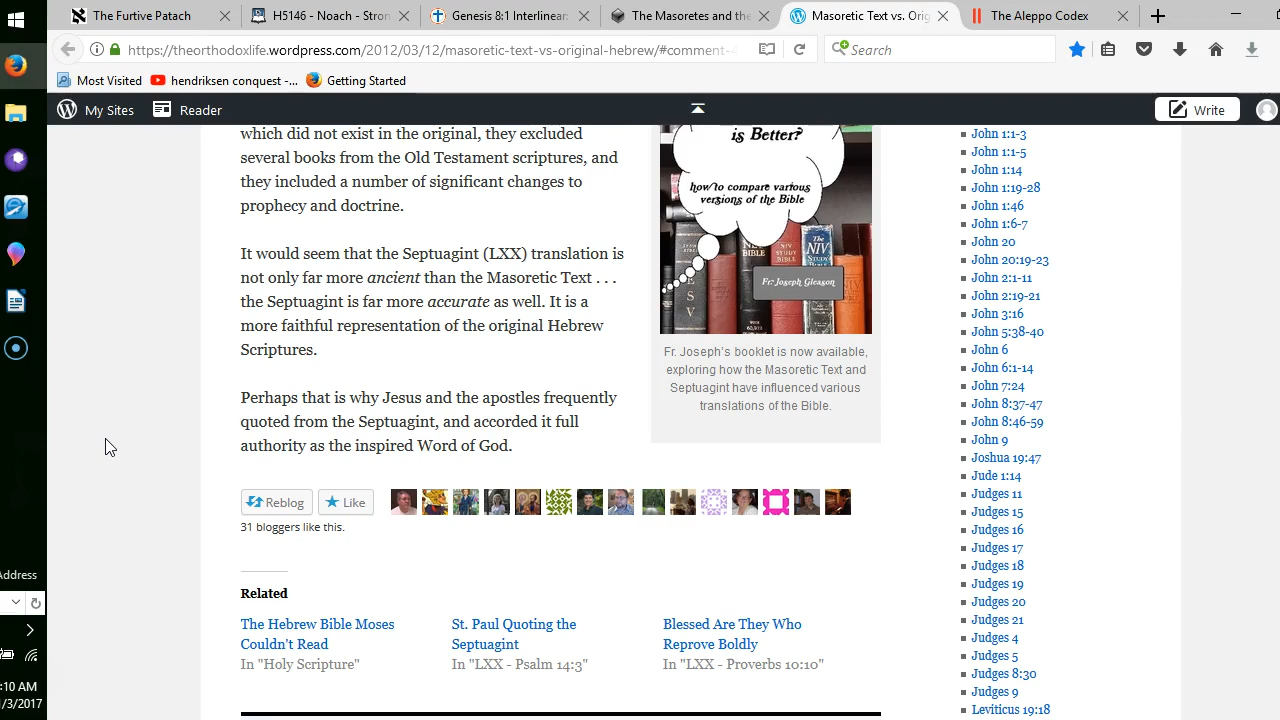 The Furtive Patach
H5146 - Noach - Stron
Genesis 8:1 Interlinear
The Masoretes and the
Masoretic Text vs. Orig
The Aleppo Codex
https://theorthodoxlife.wordpress.com/2012/03/12/masoretic-text-vs-original-hebrew/#comment-
Search
Most Visited
hendriksen conquest -...
Getting Started
My Sites
Reader
Write
which did not exist in the original, they excluded
several books from the Old Testament scriptures, and
they included a number of significant changes to
prophecy and doctrine.
It would seem that the Septuagint (LXX) translation is
not only far more ancient than the Masoretic Text . . .
the Septuagint is far more accurate as well. It is a
more faithful representation of the original Hebrew
Scriptures.
Perhaps that is why Jesus and the apostles frequently
quoted from the Septuagint, and accorded it full
authority as the inspired Word of God.
is Better?
how to compare various
versions of the Bible
BIBLE
NIV
STUDY
BIBLE
The
NIV
STUDY
BIBLE
ESV
Fr. Joseph Gleason
Fr. Joseph's booklet is now available,
exploring how the Masoretic Text and
Septuagint have influenced various
translations of the Bible.
Reblog
Like
31 bloggers like this.
Related
The Hebrew Bible Moses
Couldn't Read
In "Holy Scripture"
St. Paul Quoting the
Septuagint
In "LXX - Psalm 14:3"
Blessed Are They Who
Reprove Boldly
In "LXX - Proverbs 10:10"
John 1:1-3
John 1:1-5
John 1:14
John 1:19-28
John 1:46
John 1:6-7
John 20
John 20:19-23
John 2:1-11
John 2:19-21
John 3:16
John 5:38-40
John 6
John 6:1-14
John 7:24
John 8:37-47
John 8:46-59
John 9
Joshua 19:47
Jude 1:14
Judges 11
Judges 15
Judges 16
Judges 17
Judges 18
Judges 19
Judges 20
Judges 21
Judges 4
Judges 5
Judges 8:30
Judges 9
Leviticus 19:18
Address
:10 AM
1/3/2017